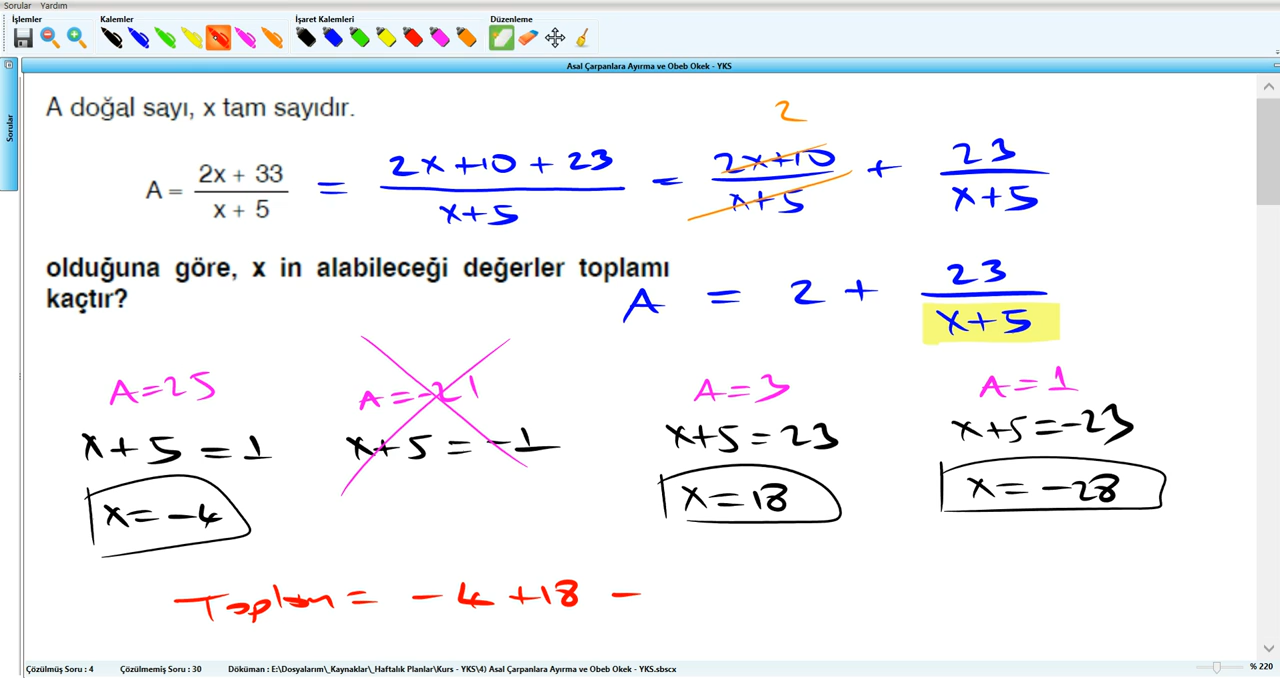 Sorular Yardım
İşlemler Kalemler İşaret Kalemleri Düzenleme
Asal Çarpanlara Ayırma ve Obeb Okek - YKS
Sorular
A doğal sayı, x tam sayıdır.
A = (2x + 33)/(x + 5) = (2x+10+23)/(x+5) = (2x+10)/(x+5) + 23/(x+5)
2
olduğuna göre, x in alabileceği değerler toplamı
kaçtır?
A = 2 + 23/(x+5)
A=25 A=-21 A=3 A=1
x+5=1 x+5=-1 x+5=23 x+5=-23
x=-4 x=18 x=-28
Toplam = -4+18-
Çözülmüş Soru : 4 Çözülmemiş Soru : 30 Döküman : E:\Dosyalarım\_Kaynaklar\_Haftalık Planlar\Kurs - YKS\4) Asal Çarpanlara Ayırma ve Obeb Okek - YKS.sbscx % 220